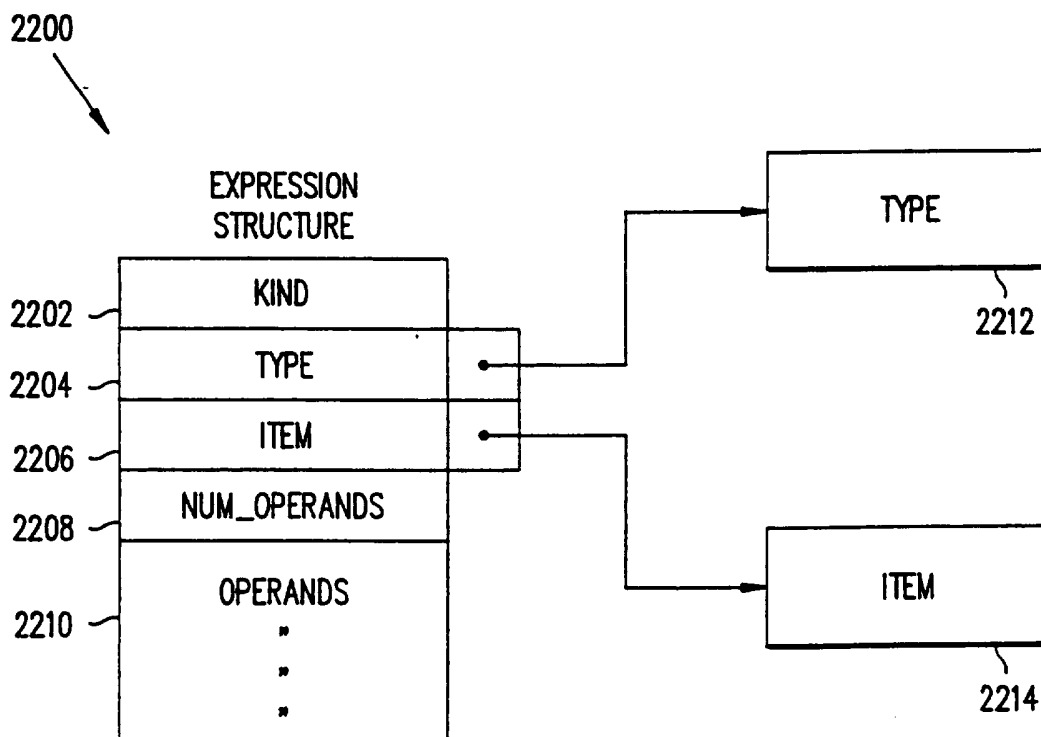 2200
EXPRESSION
STRUCTURE
TYPE
KIND
2202
2212
TYPE
2204
ITEM
2206
NUM_OPERANDS
2208
OPERANDS
2210
"
"
"
ITEM
2214